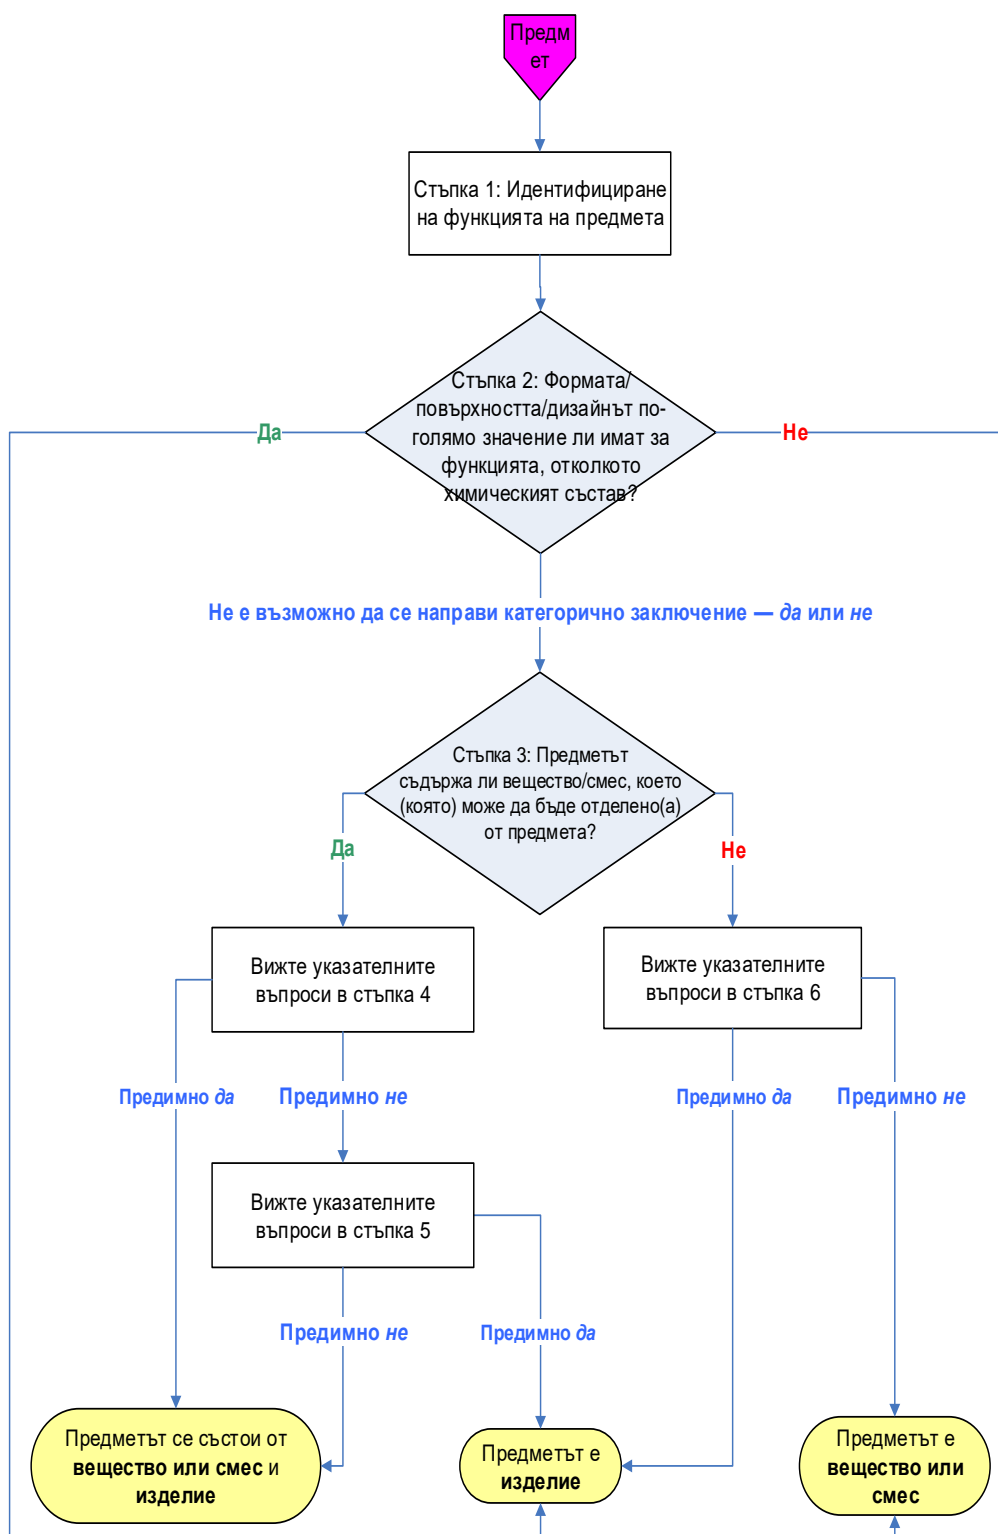 Предм
ет
Стъпка 1: Идентифициране
на функцията на предмета
Стъпка 2: Формата/
повърхността/дизайнът по-
голямо значение ли имат за
функцията, отколкото
химическият състав?
Да
Не
Не е възможно да се направи категорично заключение — да или не
Стъпка 3: Предметът
съдържа ли вещество/смес, което
(която) може да бъде отделено(а)
от предмета?
Да
Не
Вижте указателните
въпроси в стъпка 4
Вижте указателните
въпроси в стъпка 6
Предимно да
Предимно не
Предимно да
Предимно не
Вижте указателните
въпроси в стъпка 5
Предимно не
Предимно да
Предметът се състои от
вещество или смес и
изделие
Предметът е
изделие
Предметът е
вещество или
смес